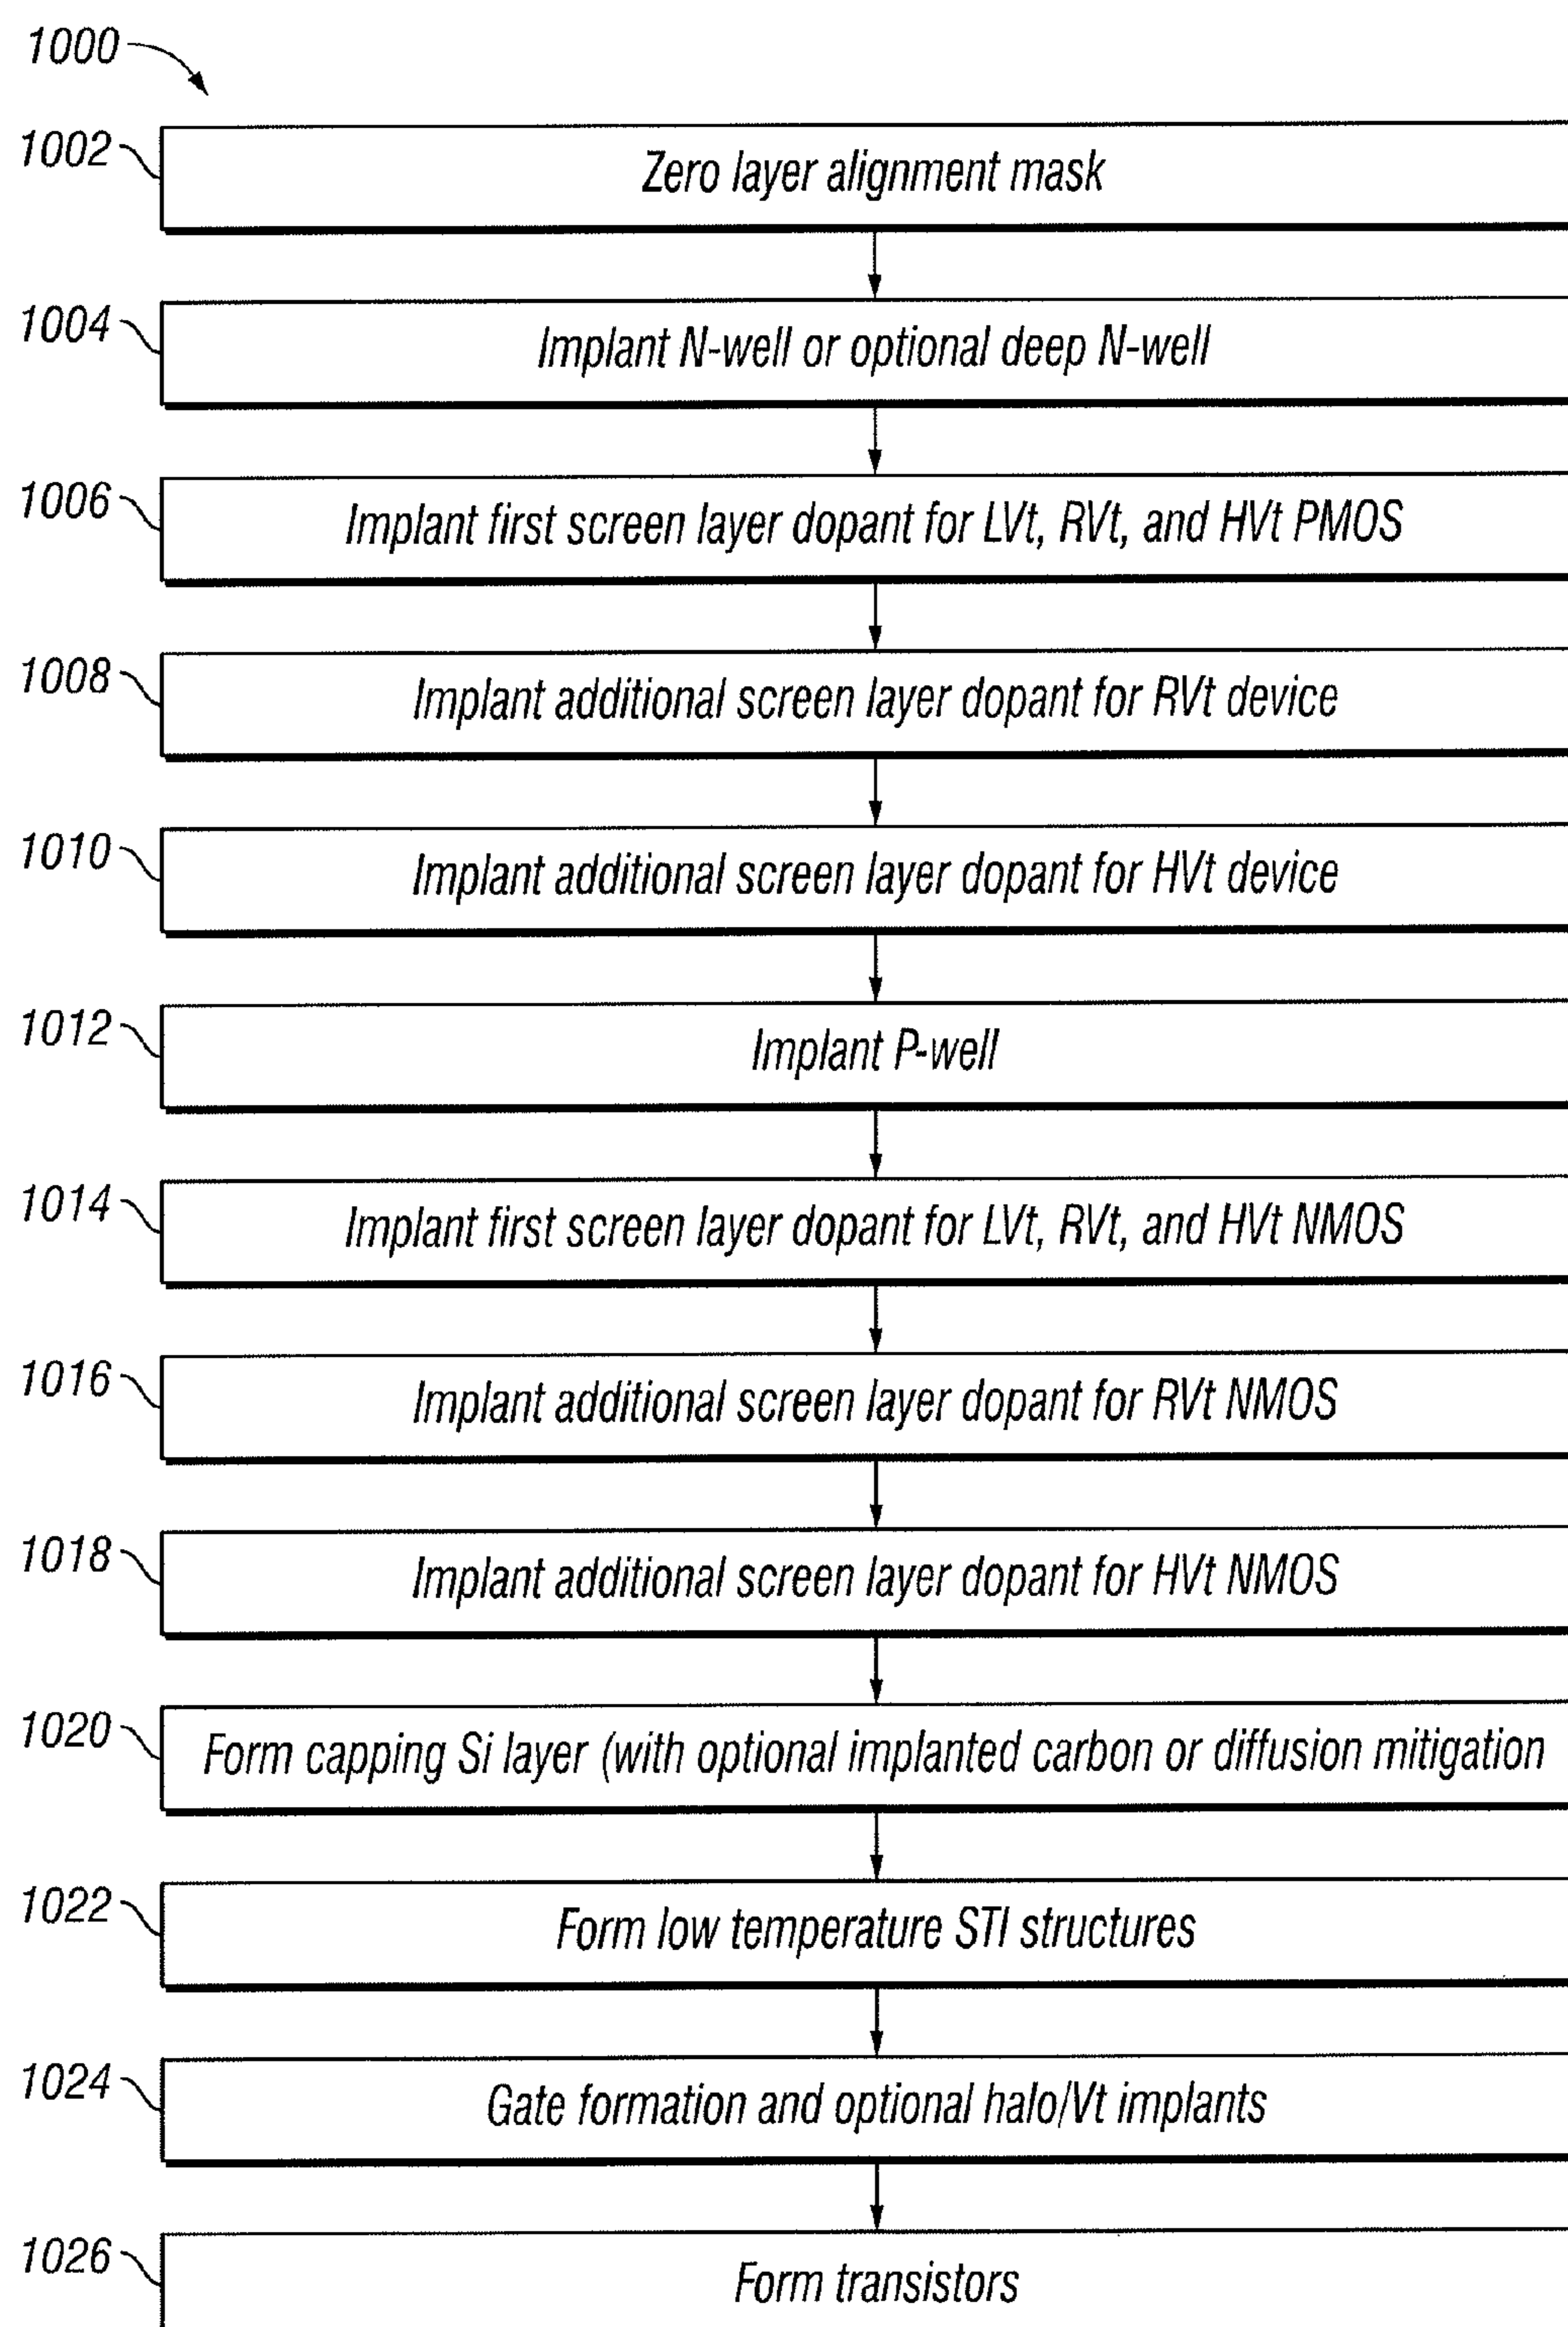 1000
1002 Zero layer alignment mask
1004 Implant N-well or optional deep N-well
1006 Implant first screen layer dopant for LVt, RVt, and HVt PMOS
1008 Implant additional screen layer dopant for RVt device
1010 Implant additional screen layer dopant for HVt device
1012 Implant P-well
1014 Implant first screen layer dopant for LVt, RVt, and HVt NMOS
1016 Implant additional screen layer dopant for RVt NMOS
1018 Implant additional screen layer dopant for HVt NMOS
1020 Form capping Si layer (with optional implanted carbon or diffusion mitigation
1022 Form low temperature STI structures
1024 Gate formation and optional halo/Vt implants
1026 Form transistors